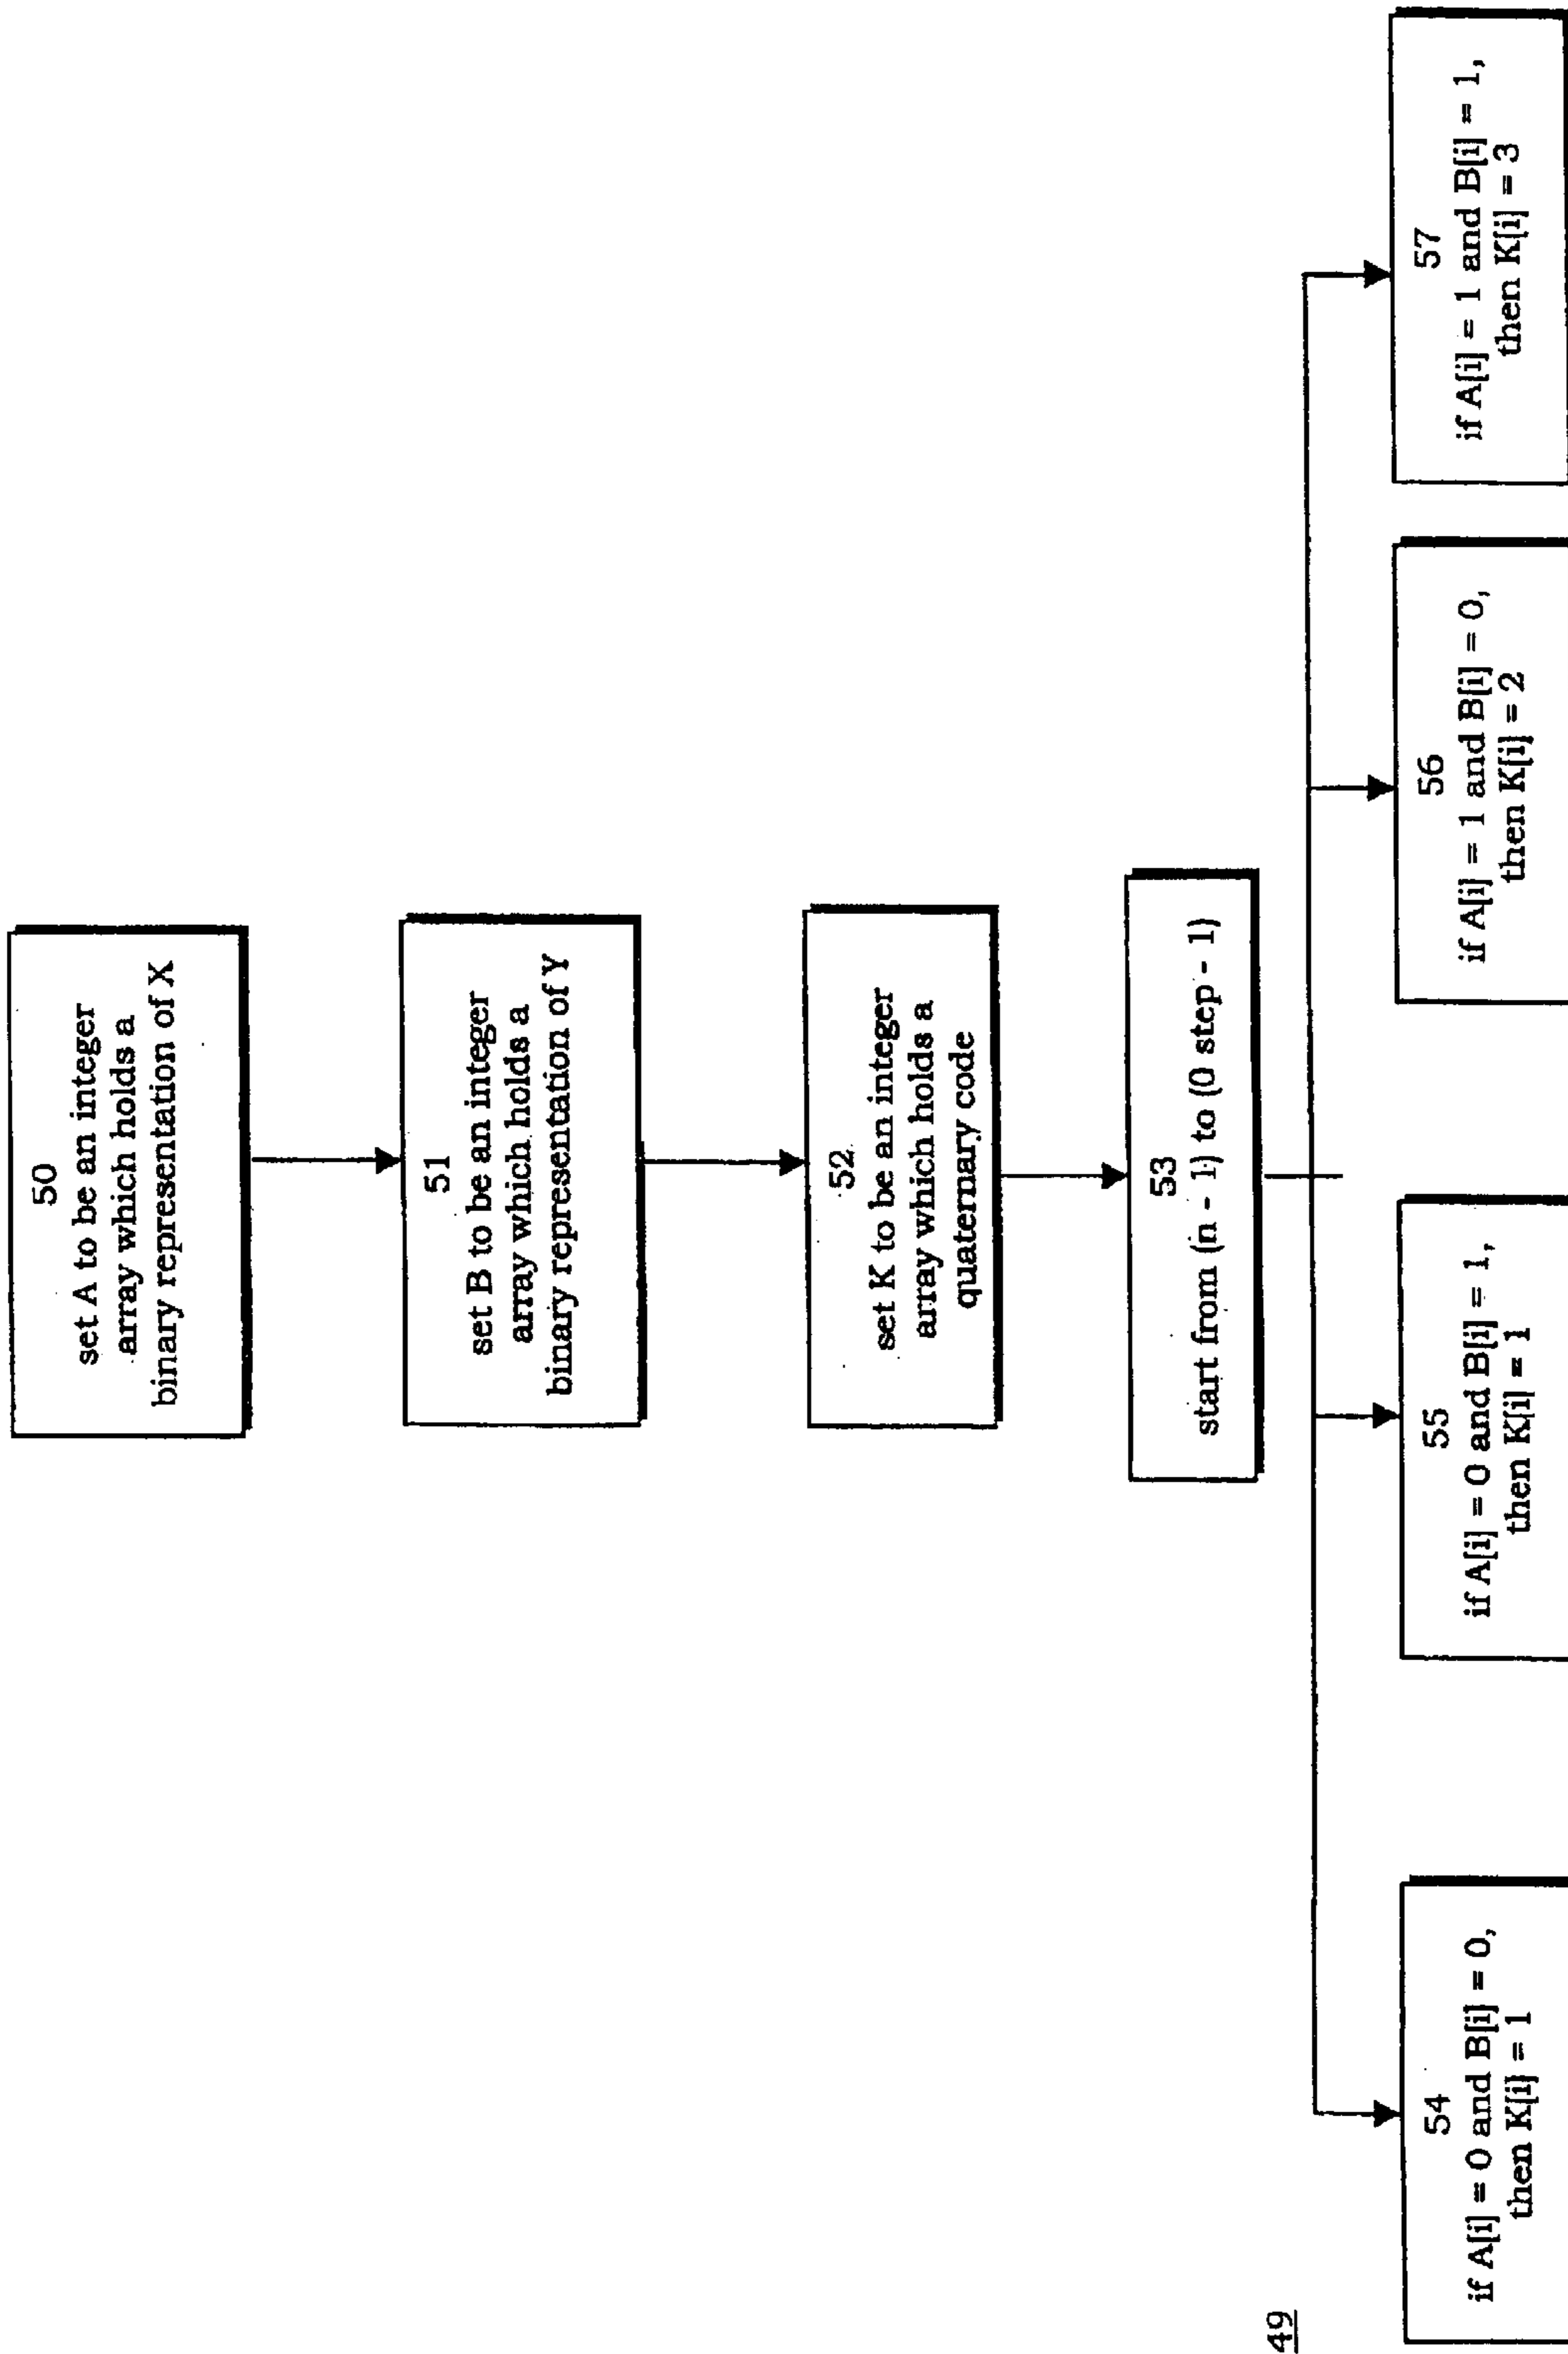 50
set A to be an integer
array which holds a
binary representation of X
51
set B to be an integer
array which holds a
binary representation of Y
52
set K to be an integer
array which holds a
quaternary code
53
start from (n - 1) to (0 step - 1)
49
54
if A[i] = 0 and B[i] = 0,
then K[i] = 1
55
if A[i] = 0 and B[i] = 1,
then K[i] = 1
56
if A[i] = 1 and B[i] = 0,
then K[i] = 2
57
if A[i] = 1 and B[i] = 1,
then K[i] = 3